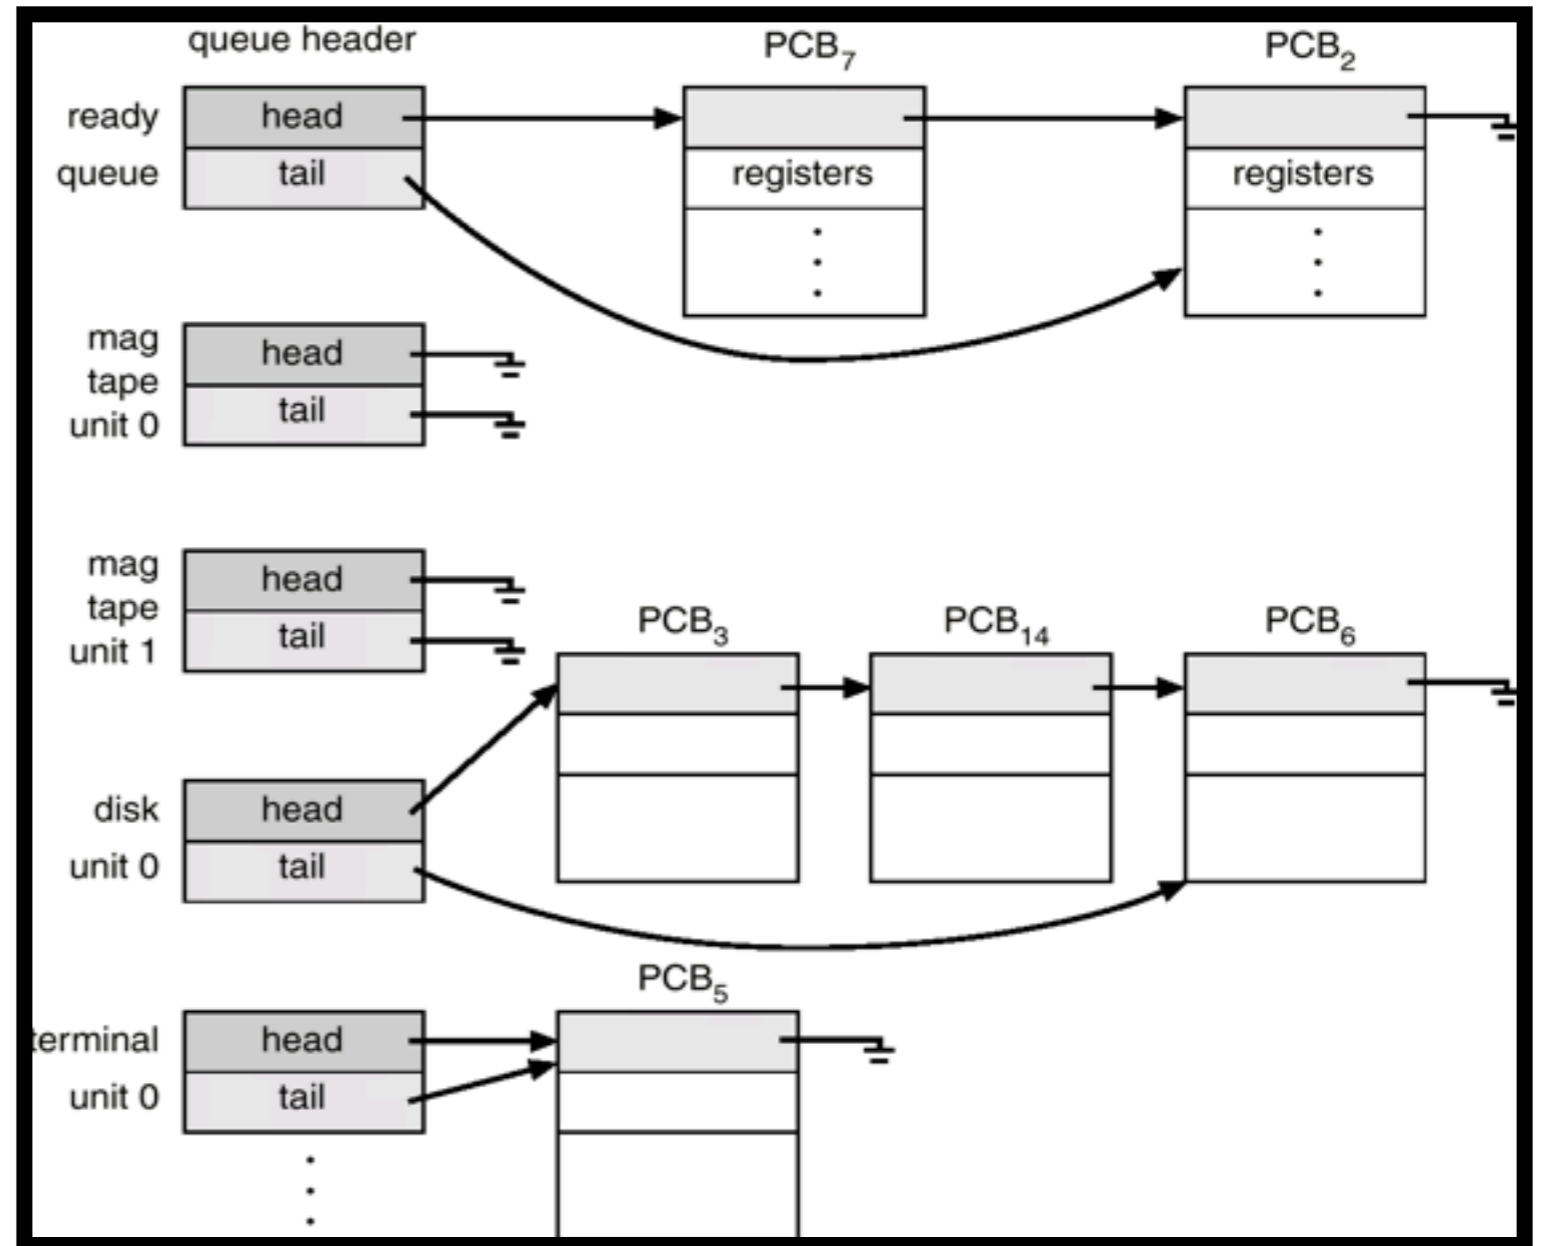 queue header
PCB7
PCB2
ready
head
queue
tail
registers
registers
mag
tape
unit 0
head
tail
mag
tape
unit 1
head
tail
PCB3
PCB14
PCB6
disk
head
unit 0
tail
PCB5
terminal
head
unit 0
tail